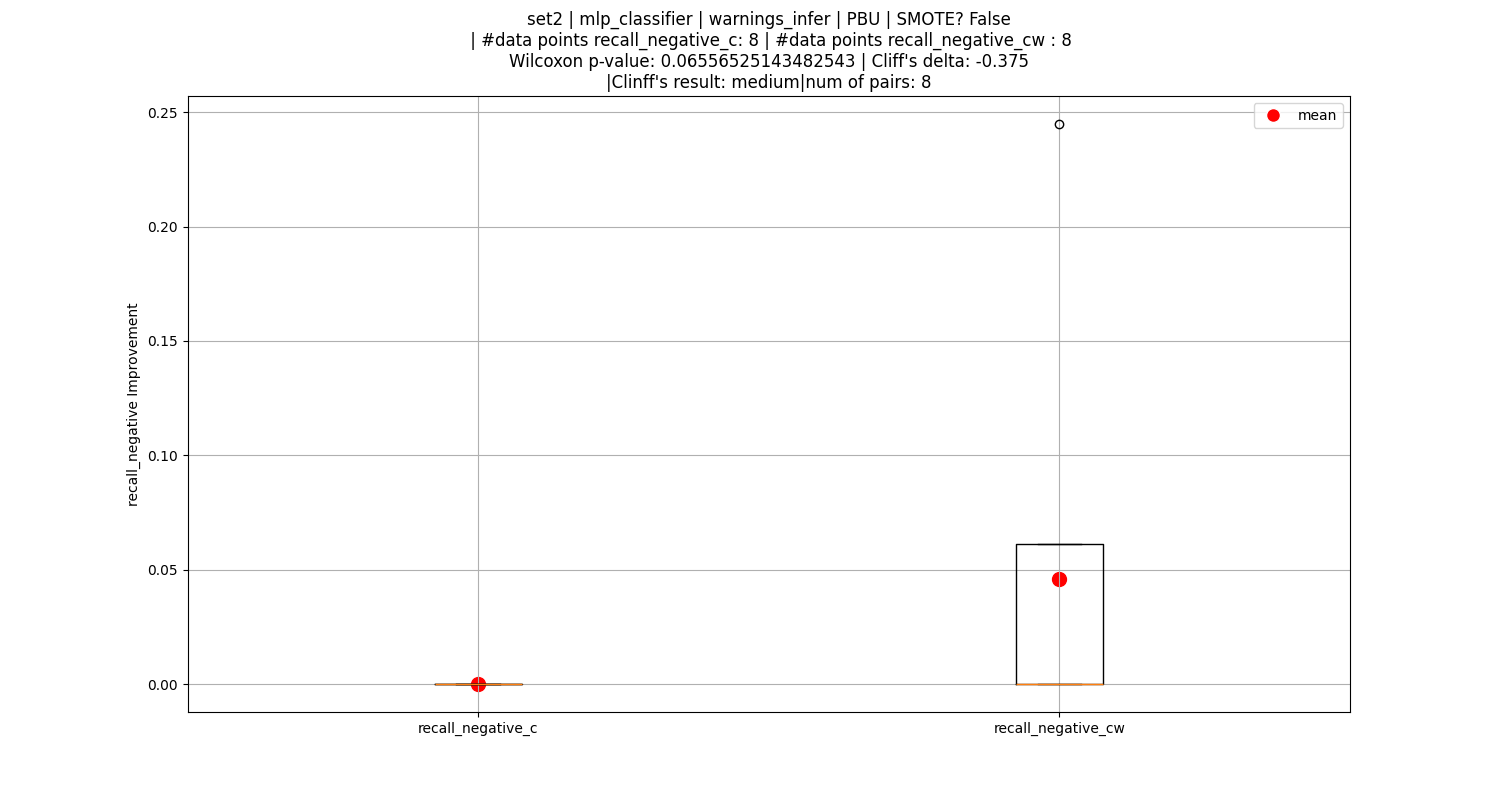 set2 | mlp_classifier | warnings_infer | PBU | SMOTE? False
| #data points recall_negative_c: 8 | #data points recall_negative_cw : 8
Wilcoxon p-value: 0.06556525143482543 | Cliff's delta: -0.375
|Clinff's result: medium|num of pairs: 8
mean
0.25
0.20
0.15
0.10
0.05
0.00
recall_negative Improvement
recall_negative_c
recall_negative_cw